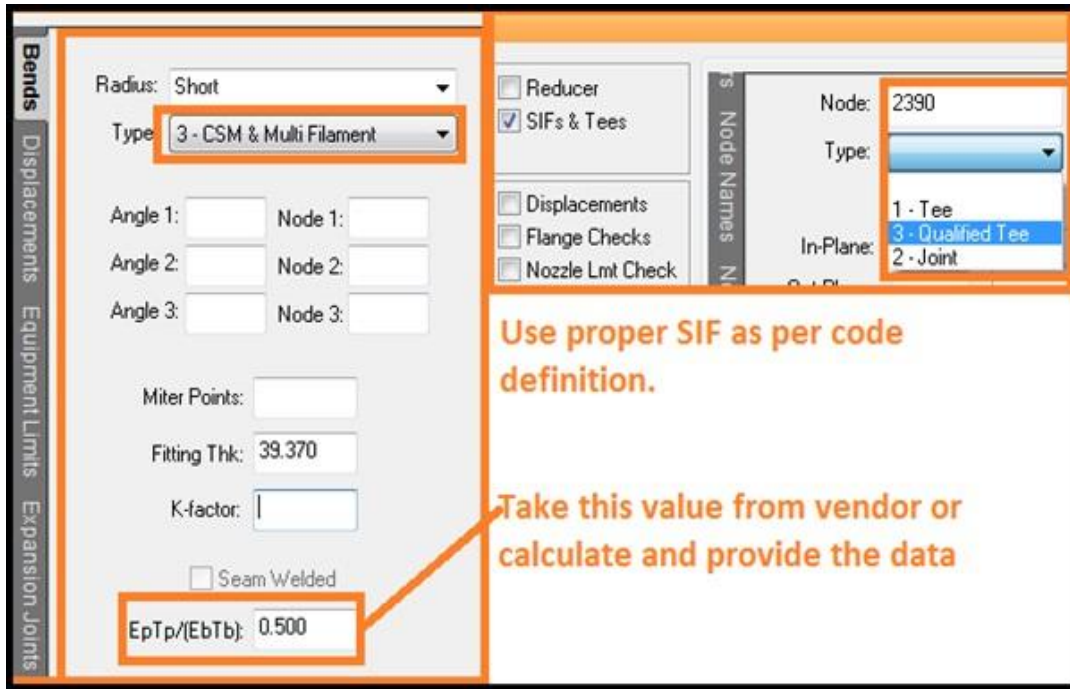 Bends
Displacements
Equipment Limits
Expansion Joints
Radius: Short
Type 3 - CSM & Multi Filament
Angle 1: Node 1:
Angle 2: Node 2:
Angle 3: Node 3:
Miter Points:
Fitting Thk: 39.370
K-factor:
Seam Welded
EpTp/(EbTb): 0.500
Reducer
SIFs & Tees
Displacements
Flange Checks
Nozzle Lmt Check
Node Names
Node: 2390
Type:
1 - Tee
3 - Qualified Tee
2 - Joint
In-Plane:
Use proper SIF as per code
definition.
Take this value from vendor or
calculate and provide the data